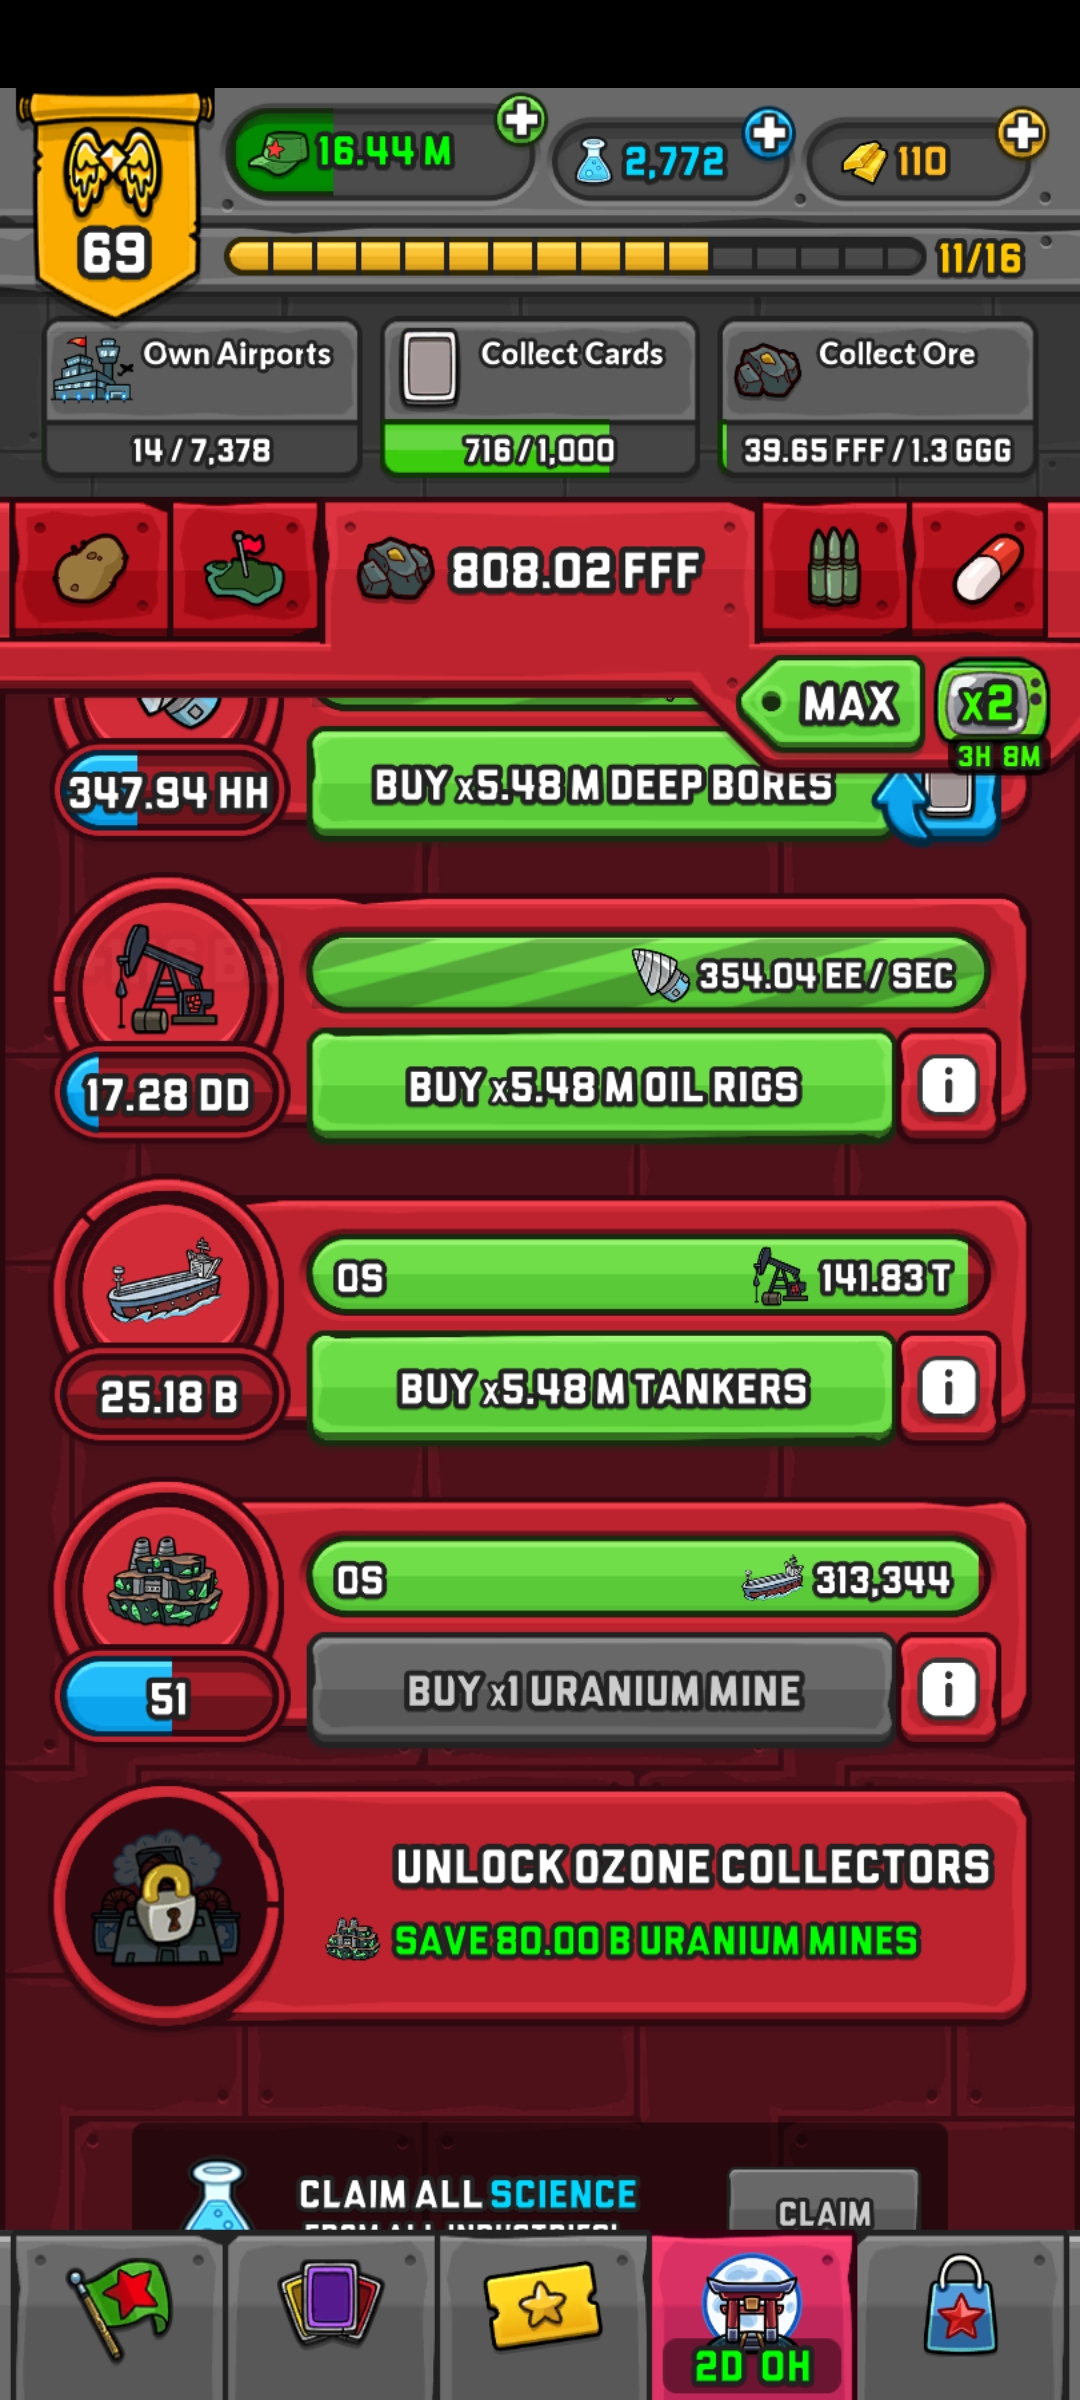 69
16.44 M
2,772
110
11/16
Own Airports
14 / 7,378
Collect Cards
716 / 1,000
Collect Ore
39.65 FFF / 1.3 GGG
808.02 FFF
MAX
x2
3H 8M
347.94 HH
BUY x5.48 M DEEP BORES
354.04 EE / SEC
17.28 DD
BUY x5.48 M OIL RIGS
i
0S
141.83 T
25.18 B
BUY x5.48 M TANKERS
i
0S
313,344
51
BUY x1 URANIUM MINE
i
UNLOCK OZONE COLLECTORS
SAVE 80.00 B URANIUM MINES
CLAIM ALL SCIENCE
FROM ALL INDUSTRIES!
CLAIM
2D 0H